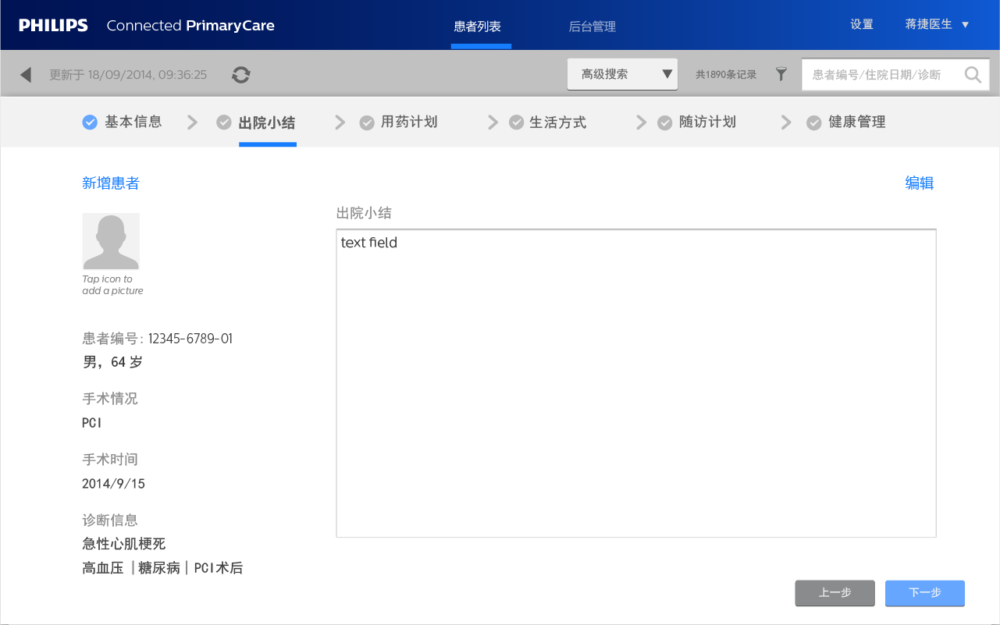 PHILIPS Connected PrimaryCare 患者列表 后台管理 设置 蒋捷医生
更新于 18/09/2014, 09:36:25 高级搜索 共1890条记录 患者编号/住院日期/诊断
基本信息 出院小结 用药计划 生活方式 随访计划 健康管理
新增患者 编辑
出院小结
text field
Tap icon to
add a picture
患者编号: 12345-6789-01
男，64 岁
手术情况
PCI
手术时间
2014/9/15
诊断信息
急性心肌梗死
高血压 |糖尿病| PCI术后
上一步 下一步